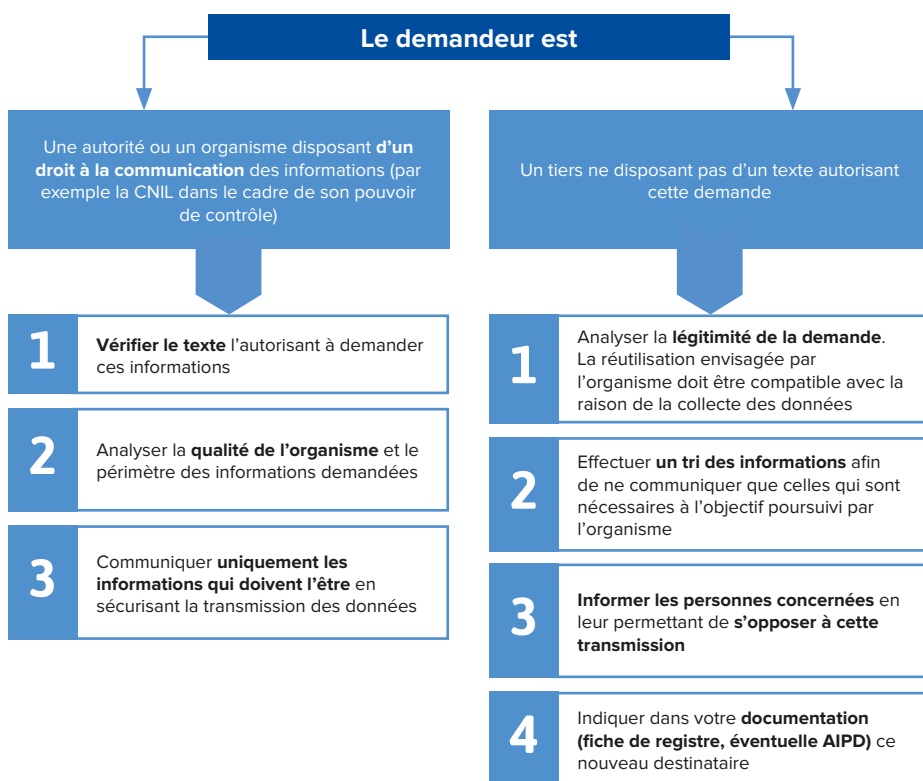 Le demandeur est
Une autorité ou un organisme disposant d’un
droit à la communication des informations (par
exemple la CNIL dans le cadre de son pouvoir
de contrôle)
1
Vérifier le texte l’autorisant à demander
ces informations
2
Analyser la qualité de l’organisme et le
périmètre des informations demandées
3
Communiquer uniquement les
informations qui doivent l’être en
sécurisant la transmission des données
Un tiers ne disposant pas d’un texte autorisant
cette demande
1
Analyser la légitimité de la demande.
La réutilisation envisagée par
l’organisme doit être compatible avec la
raison de la collecte des données
2
Effectuer un tri des informations afin
de ne communiquer que celles qui sont
nécessaires à l’objectif poursuivi par
l’organisme
3
Informer les personnes concernées en
leur permettant de s’opposer à cette
transmission
4
Indiquer dans votre documentation
(fiche de registre, éventuelle AIPD) ce
nouveau destinataire